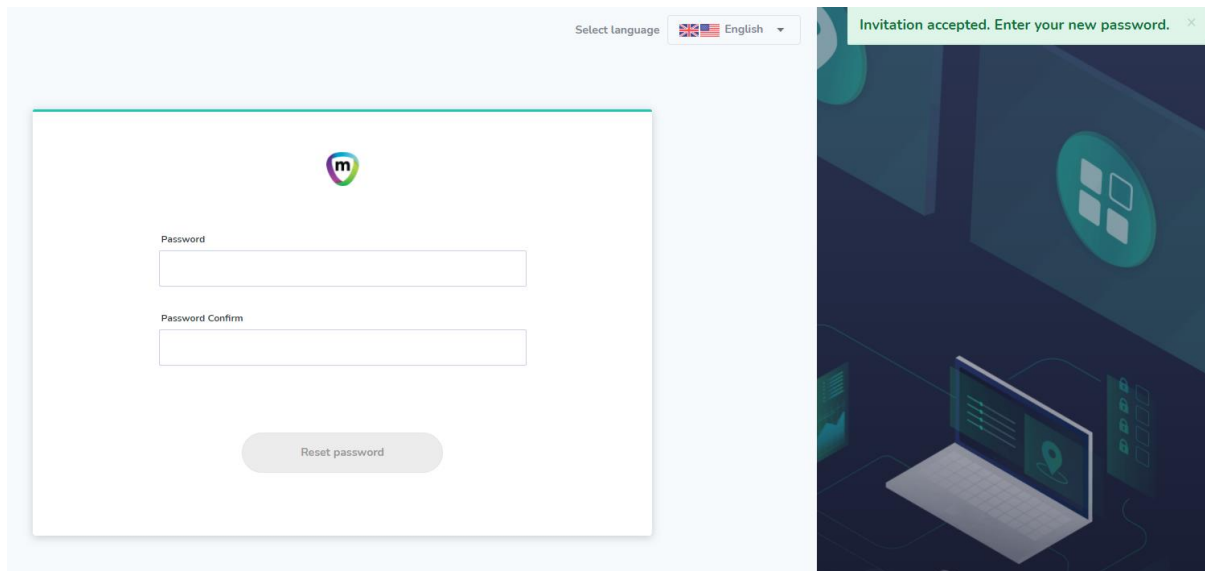 Select language English
Invitation accepted. Enter your new password. ×
m
Password
Password Confirm
Reset password